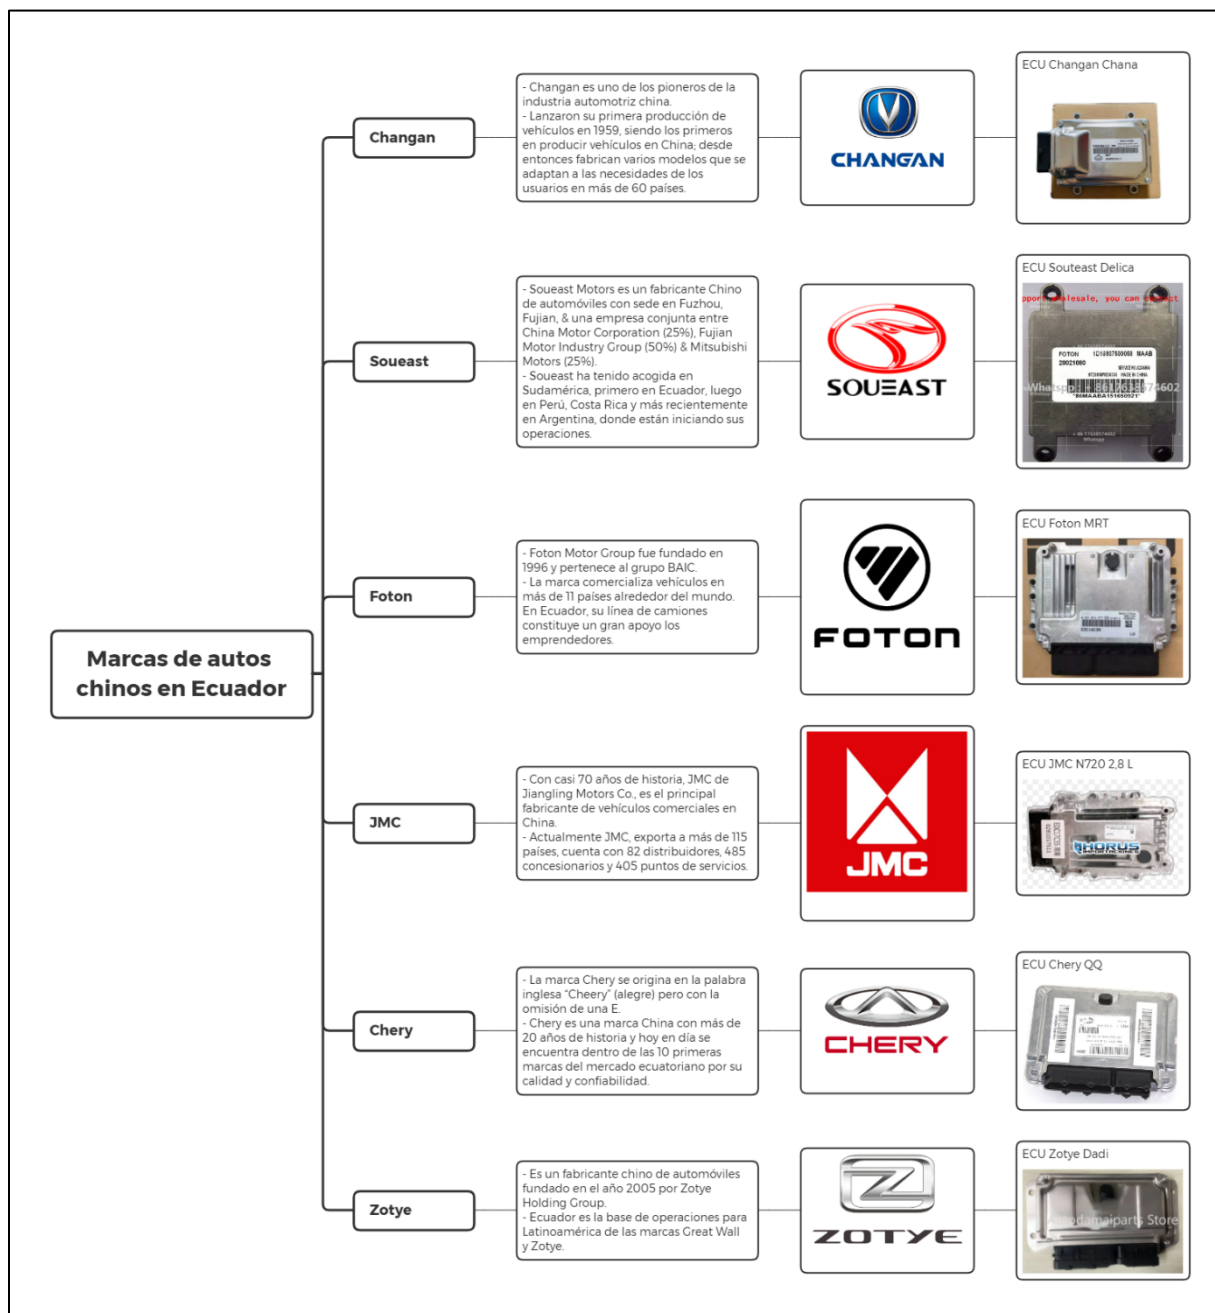 Marcas de autos
chinos en Ecuador
Changan
- Changan es uno de los pioneros de la
industria automotriz china.
- Lanzaron su primera producción de
vehículos en 1959, siendo los primeros
en producir vehículos en China; desde
entonces fabrican varios modelos que se
adaptan a las necesidades de los
usuarios en más de 60 países.
CHANGAN
ECU Changan Chana
Soueast
- Soueast Motors es un fabricante Chino
de automóviles con sede en Fuzhou,
Fujian, & una empresa conjunta entre
China Motor Corporation (25%), Fujian
Motor Industry Group (50%) & Mitsubishi
Motors (25%).
- Soueast ha tenido acogida en
Sudamérica, primero en Ecuador, luego
en Perú, Costa Rica y más recientemente
en Argentina, donde están iniciando sus
operaciones.
SOUEAST
ECU Souteast Delica
wholesale, you can
FOTON
MAAB
MADE IN CHINA
Foton
- Foton Motor Group fue fundado en
1996 y pertenece al grupo BAIC.
- La marca comercializa vehículos en
más de 11 países alrededor del mundo.
En Ecuador, su línea de camiones
constituye un gran apoyo los
emprendedores.
FOTON
ECU Foton MRT
JMC
- Con casi 70 años de historia, JMC de
Jiangling Motors Co., es el principal
fabricante de vehículos comerciales en
China.
- Actualmente JMC, exporta a más de 115
países, cuenta con 82 distribuidores, 485
concesionarios y 405 puntos de servicios.
JMC
ECU JMC N720 2,8 L
HORUS
Chery
- La marca Chery se origina en la palabra
inglesa “Cheery” (alegre) pero con la
omisión de una E.
- Chery es una marca China con más de
20 años de historia y hoy en día se
encuentra dentro de las 10 primeras
marcas del mercado ecuatoriano por su
calidad y confiabilidad.
CHERY
ECU Chery QQ
Zotye
- Es un fabricante chino de automóviles
fundado en el año 2005 por Zotye
Holding Group.
- Ecuador es la base de operaciones para
Latinoamérica de las marcas Great Wall
y Zotye.
ZOTYE
ECU Zotye Dadi
Store